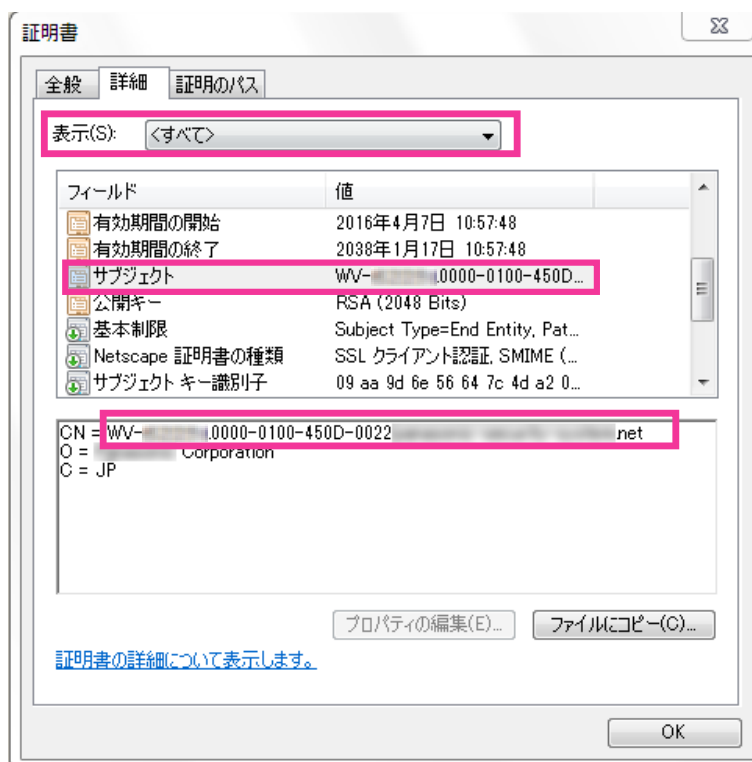 証明書
全般 詳細 証明のパス
表示(S): <すべて>
フィールド 値
有効期間の開始 2016年4月7日 10:57:48
有効期間の終了 2038年1月17日 10:57:48
サブジェクト WV- .0000-0100-450D...
公開キー RSA (2048 Bits)
基本制限 Subject Type=End Entity, Pat...
Netscape 証明書の種類 SSL クライアント認証, SMIME (...
サブジェクト キー識別子 09 aa 9d 6e 56 64 7c 4d a2 0...
CN = WV- .0000-0100-450D-0022 net
O = Corporation
C = JP
プロパティの編集(E)... ファイルにコピー(C)...
証明書の詳細について表示します。
OK